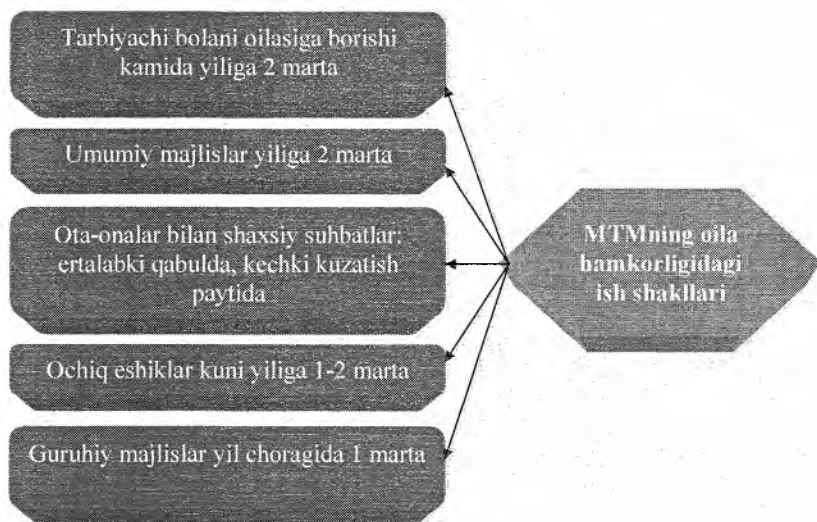 Tarbiyachi bolani oilasiga borishi
kamida yiliga 2 marta
Umumiy majlislar yiliga 2 marta
Ota-onalar bilan shaxsiy suhbatlar:
ertalabki qabulda, kechki kuzatish
paytida
Ochiq eshiklar kuni yiliga 1-2 marta
Guruhiy majlislar yil choragida 1 marta
MTMning oila
hamkorligidagi
ish shakllari